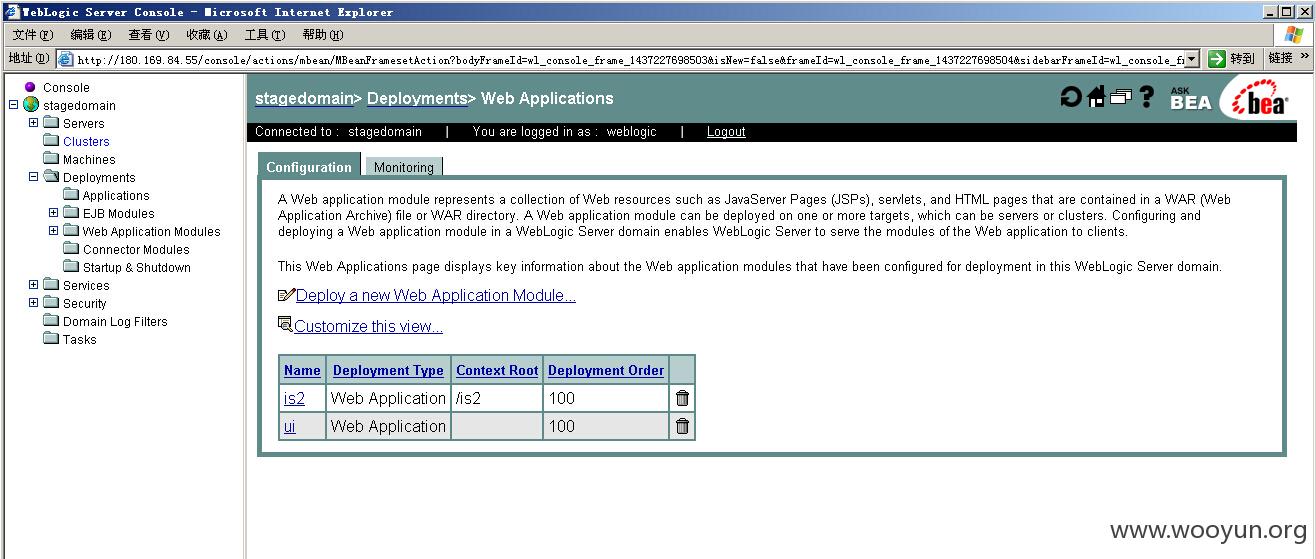 WebLogic Server Console - Microsoft Internet Explorer
文件(F) 编辑(E) 查看(V) 收藏(A) 工具(T) 帮助(H)
地址(D) http://180.169.84.55/console/actions/mbean/MBeanFramesetAction?bodyFrameId=wl_console_frame_1437227698503&isNew=false&frameId=wl_console_frame_1437227698504&sidebarFrameId=wl_console_f 转到 链接 »
Console
stagedomain
Servers
Clusters
Machines
Deployments
Applications
EJB Modules
Web Application Modules
Connector Modules
Startup & Shutdown
Services
Security
Domain Log Filters
Tasks
stagedomain> Deployments> Web Applications
ASK BEA
bea
Connected to : stagedomain | You are logged in as : weblogic | Logout
Configuration Monitoring
A Web application module represents a collection of Web resources such as JavaServer Pages (JSPs), servlets, and HTML pages that are contained in a WAR (Web
Application Archive) file or WAR directory. A Web application module can be deployed on one or more targets, which can be servers or clusters. Configuring and
deploying a Web application module in a WebLogic Server domain enables WebLogic Server to serve the modules of the Web application to clients.
This Web Applications page displays key information about the Web application modules that have been configured for deployment in this WebLogic Server domain.
Deploy a new Web Application Module...
Customize this view...
Name Deployment Type Context Root Deployment Order
is2 Web Application /is2 100
ui Web Application 100
www.wooyun.org